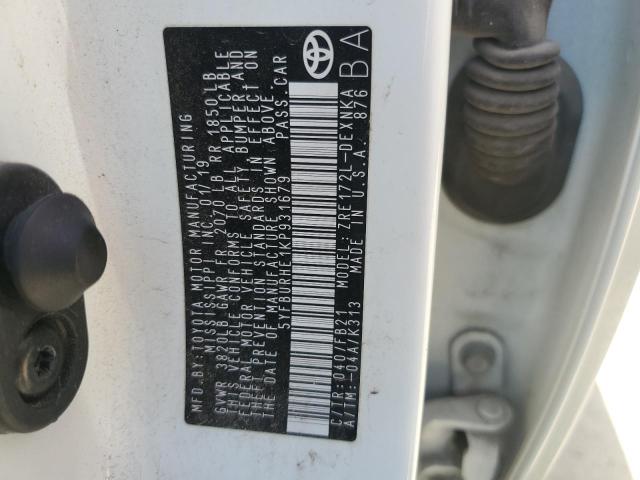 MFD BY: TOYOTA MOTOR MANUFACTURING
MISSISSIPPI INC. 01/19
GVWR 3820LB GAWR FR 2070 LB RR 1850 LB
THIS VEHICLE CONFORMS TO ALL APPLICABLE
FEDERAL MOTOR VEHICLE SAFETY, BUMPER, AND
THEFT PREVENTION STANDARDS IN EFFECT ON
THE DATE OF MANUFACTURE SHOWN ABOVE.
5YFBURHE1KP931679 PASS. CAR
C/TR: 040/FB21 MODEL: ZRE172L-DEXNKA
A/TM: -04A/K313 MADE IN U.S.A. 876
BA